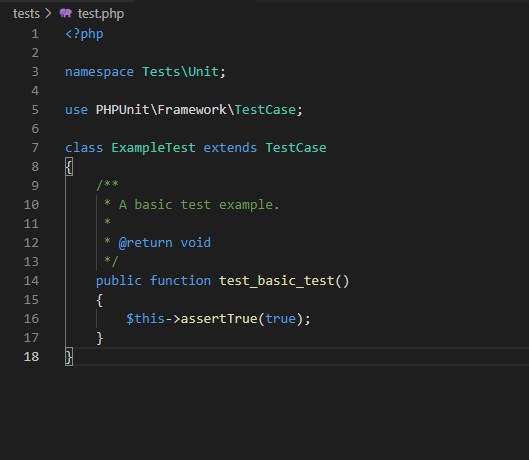 tests > test.php
1 <?php
2
3 namespace Tests\Unit;
4
5 use PHPUnit\Framework\TestCase;
6
7 class ExampleTest extends TestCase
8 {
9     /**
10      * A basic test example.
11      *
12      * @return void
13      */
14     public function test_basic_test()
15     {
16         $this->assertTrue(true);
17     }
18 }